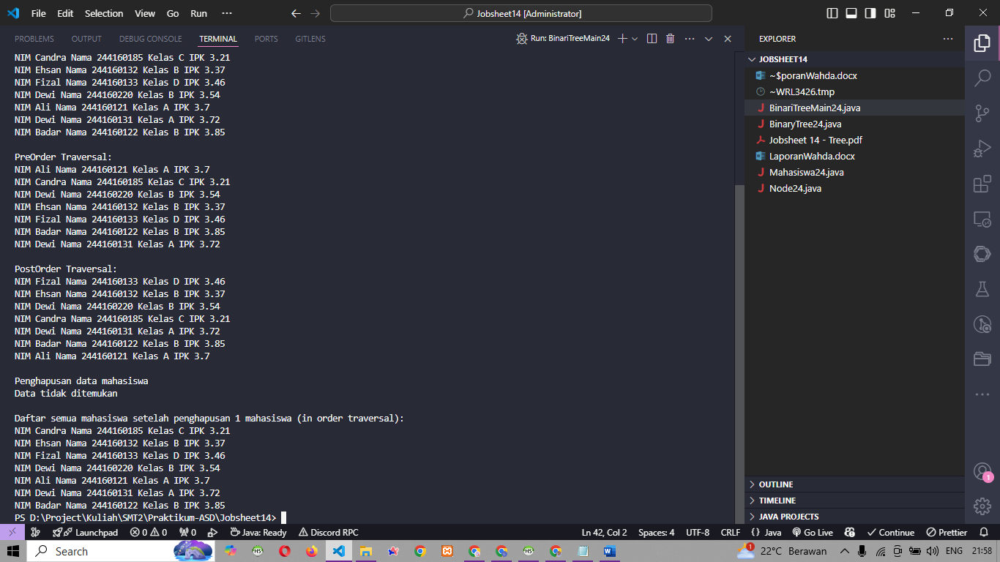 File Edit Selection View Go Run ··· Jobsheet14 [Administrator]
PROBLEMS OUTPUT DEBUG CONSOLE TERMINAL PORTS GITLENS Run: BinariTreeMain24
NIM Candra Nama 244160185 Kelas C IPK 3.21
NIM Ehsan Nama 244160132 Kelas B IPK 3.37
NIM Fizal Nama 244160133 Kelas D IPK 3.46
NIM Dewi Nama 244160220 Kelas B IPK 3.54
NIM Ali Nama 244160121 Kelas A IPK 3.7
NIM Dewi Nama 244160131 Kelas A IPK 3.72
NIM Badar Nama 244160122 Kelas B IPK 3.85
PreOrder Traversal:
NIM Ali Nama 244160121 Kelas A IPK 3.7
NIM Candra Nama 244160185 Kelas C IPK 3.21
NIM Dewi Nama 244160220 Kelas B IPK 3.54
NIM Ehsan Nama 244160132 Kelas B IPK 3.37
NIM Fizal Nama 244160133 Kelas D IPK 3.46
NIM Badar Nama 244160122 Kelas B IPK 3.85
NIM Dewi Nama 244160131 Kelas A IPK 3.72
PostOrder Traversal:
NIM Fizal Nama 244160133 Kelas D IPK 3.46
NIM Ehsan Nama 244160132 Kelas B IPK 3.37
NIM Dewi Nama 244160220 Kelas B IPK 3.54
NIM Candra Nama 244160185 Kelas C IPK 3.21
NIM Dewi Nama 244160131 Kelas A IPK 3.72
NIM Badar Nama 244160122 Kelas B IPK 3.85
NIM Ali Nama 244160121 Kelas A IPK 3.7
Penghapusan data mahasiswa
Data tidak ditemukan
Daftar semua mahasiswa setelah penghapusan 1 mahasiswa (in order traversal):
NIM Candra Nama 244160185 Kelas C IPK 3.21
NIM Ehsan Nama 244160132 Kelas B IPK 3.37
NIM Fizal Nama 244160133 Kelas D IPK 3.46
NIM Dewi Nama 244160220 Kelas B IPK 3.54
NIM Ali Nama 244160121 Kelas A IPK 3.7
NIM Dewi Nama 244160131 Kelas A IPK 3.72
NIM Badar Nama 244160122 Kelas B IPK 3.85
PS D:\Project\Kuliah\SMT2\Praktikum-ASD\Jobsheet14>
EXPLORER
JOBSHEET14
~$poranWahda.docx
~WRL3426.tmp
BinariTreeMain24.java
BinaryTree24.java
Jobsheet 14 - Tree.pdf
LaporanWahda.docx
Mahasiswa24.java
Node24.java
OUTLINE
TIMELINE
JAVA PROJECTS
1
Launchpad 0 0 0 Java: Ready Discord RPC Ln 42, Col 2 Spaces: 4 UTF-8 CRLF {} Java Go Live Continue Prettier
Search HS HS 1 22°C Berawan ENG 21:58